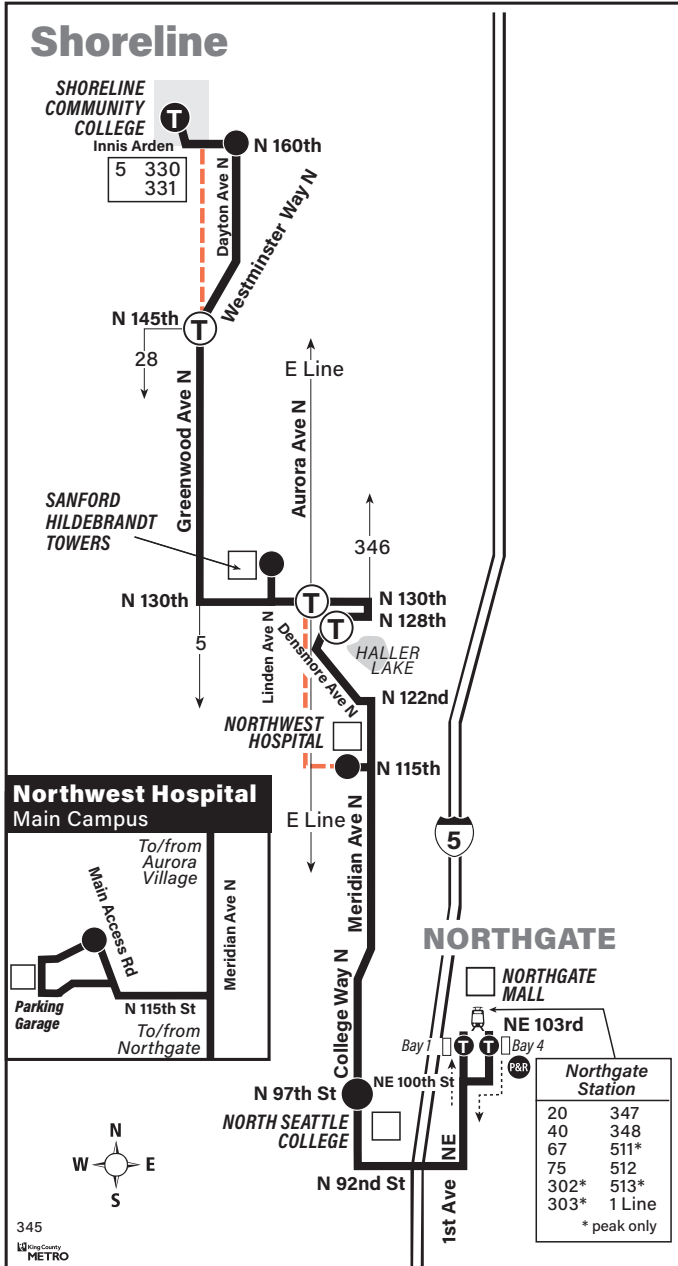 Shoreline
SHORELINE
COMMUNITY
COLLEGE
T
Innis Arden
N 160th
5 330
331
Dayton Ave N
Westminster Way N
N 145th
T
28
E Line
Greenwood Ave N
Aurora Ave N
SANFORD
HILDEBRANDT
TOWERS
346
N 130th
T
N 130th
T
N 128th
5
Linden Ave N
Densmore Ave N
HALLER
LAKE
N 122nd
NORTHWEST
HOSPITAL
N 115th
E Line
Meridian Ave N
5
Northwest Hospital
Main Campus
To/from
Aurora
Village
Main Access Rd
Meridian Ave N
Parking
Garage
N 115th St
To/from
Northgate
NORTHGATE
NORTHGATE
MALL
College Way N
NE 103rd
Bay 1
T
T
Bay 4
P&R
NE 100th St
N 97th St
NORTH SEATTLE
COLLEGE
N 92nd St
1st Ave NE
Northgate
Station
20 347
40 348
67 511*
75 512
302* 513*
303* 1 Line
* peak only
N
W E
S
345
King County
METRO